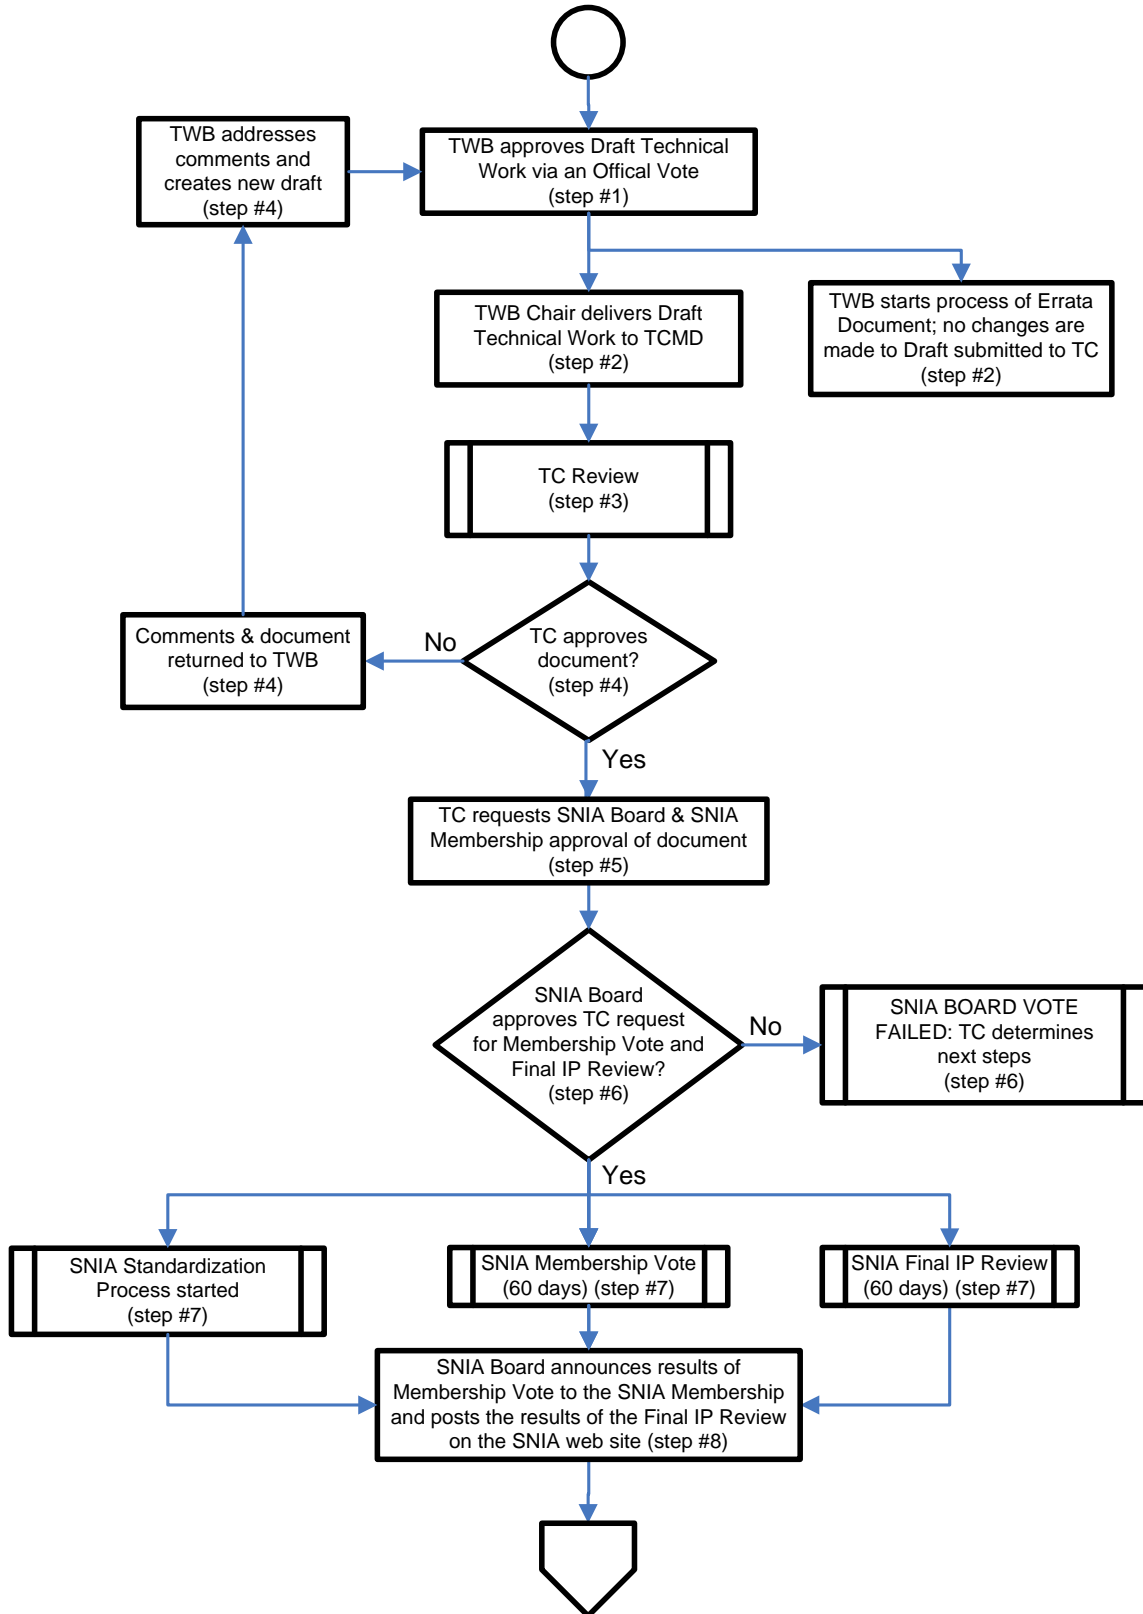 TWB addresses
comments and
creates new draft
(step #4)
TWB approves Draft Technical
Work via an Offical Vote
(step #1)
TWB Chair delivers Draft
Technical Work to TCMD
(step #2)
TWB starts process of Errata
Document; no changes are
made to Draft submitted to TC
(step #2)
TC Review
(step #3)
TC approves
document?
(step #4)
No
Comments & document
returned to TWB
(step #4)
Yes
TC requests SNIA Board & SNIA
Membership approval of document
(step #5)
SNIA Board
approves TC request
for Membership Vote and
Final IP Review?
(step #6)
No
SNIA BOARD VOTE
FAILED: TC determines
next steps
(step #6)
Yes
SNIA Standardization
Process started
(step #7)
SNIA Membership Vote
(60 days) (step #7)
SNIA Final IP Review
(60 days) (step #7)
SNIA Board announces results of
Membership Vote to the SNIA Membership
and posts the results of the Final IP Review
on the SNIA web site (step #8)